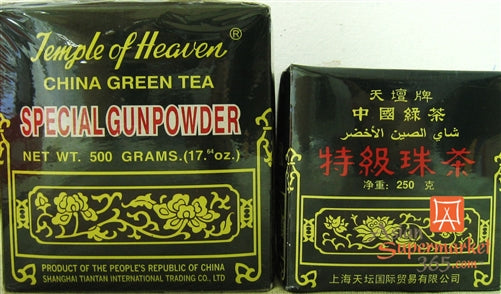 Temple of Heaven®
CHINA GREEN TEA
SPECIAL GUNPOWDER
NET WT. 500 GRAMS.(17.64oz.)
PRODUCT OF THE PEOPLE'S REPUBLIC OF CHINA
SHANGHAI TIANTAN INTERNATIONAL TRADING CO., LTD
天壇牌
中國綠茶
شاي الصين الأخضر
特級珠茶
净重: 250 克
上海天坛国际贸易有限公司
Supermarket
365.com